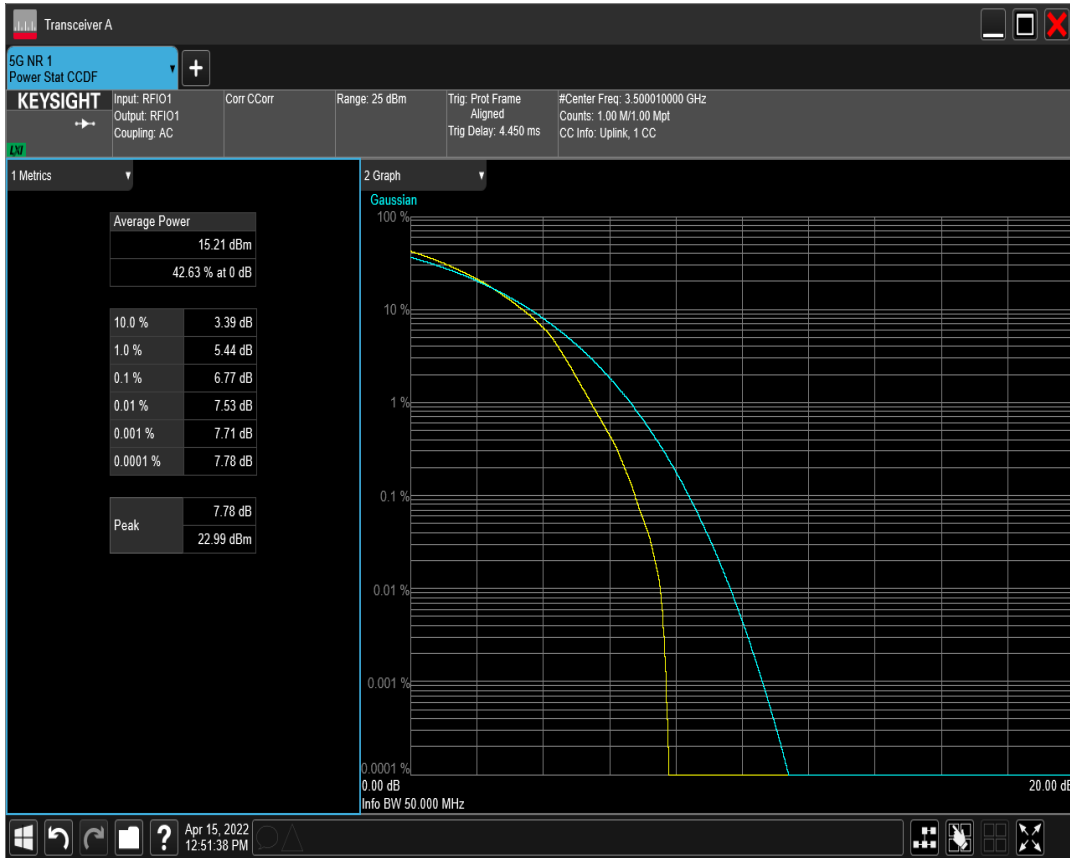 Transceiver A
5G NR 1
Power Stat CCDF
+
KEYSIGHT
LXI
Input: RFIO1
Output: RFIO1
Coupling: AC
Corr CCorr
Range: 25 dBm
Trig: Prot Frame
Aligned
Trig Delay: 4.450 ms
#Center Freq: 3.500010000 GHz
Counts: 1.00 M/1.00 Mpt
CC Info: Uplink, 1 CC
1 Metrics
Average Power
15.21 dBm
42.63 % at 0 dB
10.0 % 3.39 dB
1.0 % 5.44 dB
0.1 % 6.77 dB
0.01 % 7.53 dB
0.001 % 7.71 dB
0.0001 % 7.78 dB
Peak
7.78 dB
22.99 dBm
2 Graph
Gaussian
100 %
10 %
1 %
0.1 %
0.01 %
0.001 %
0.0001 %
0.00 dB
20.00 dB
Info BW 50.000 MHz
?
Apr 15, 2022
12:51:38 PM